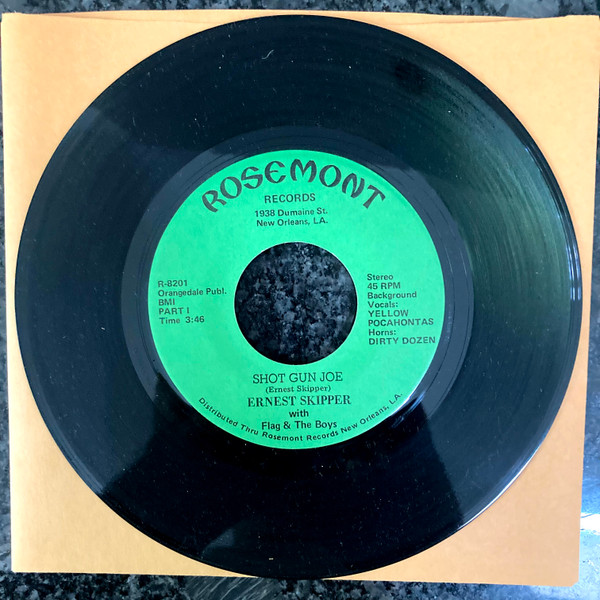 ROSEMONT
RECORDS
1938 Dumaine St.
New Orleans, LA.
R-8201
Orangedale Publ.
BMI
PART I
Time 3:46
Stereo
45 RPM
Background
Vocals:
YELLOW
POCAHONTAS
Horns:
DIRTY DOZEN
SHOT GUN JOE
(Ernest Skipper)
ERNEST SKIPPER
with
Flag & The Boys
Distributed Thru Rosemont Records New Orleans, LA.